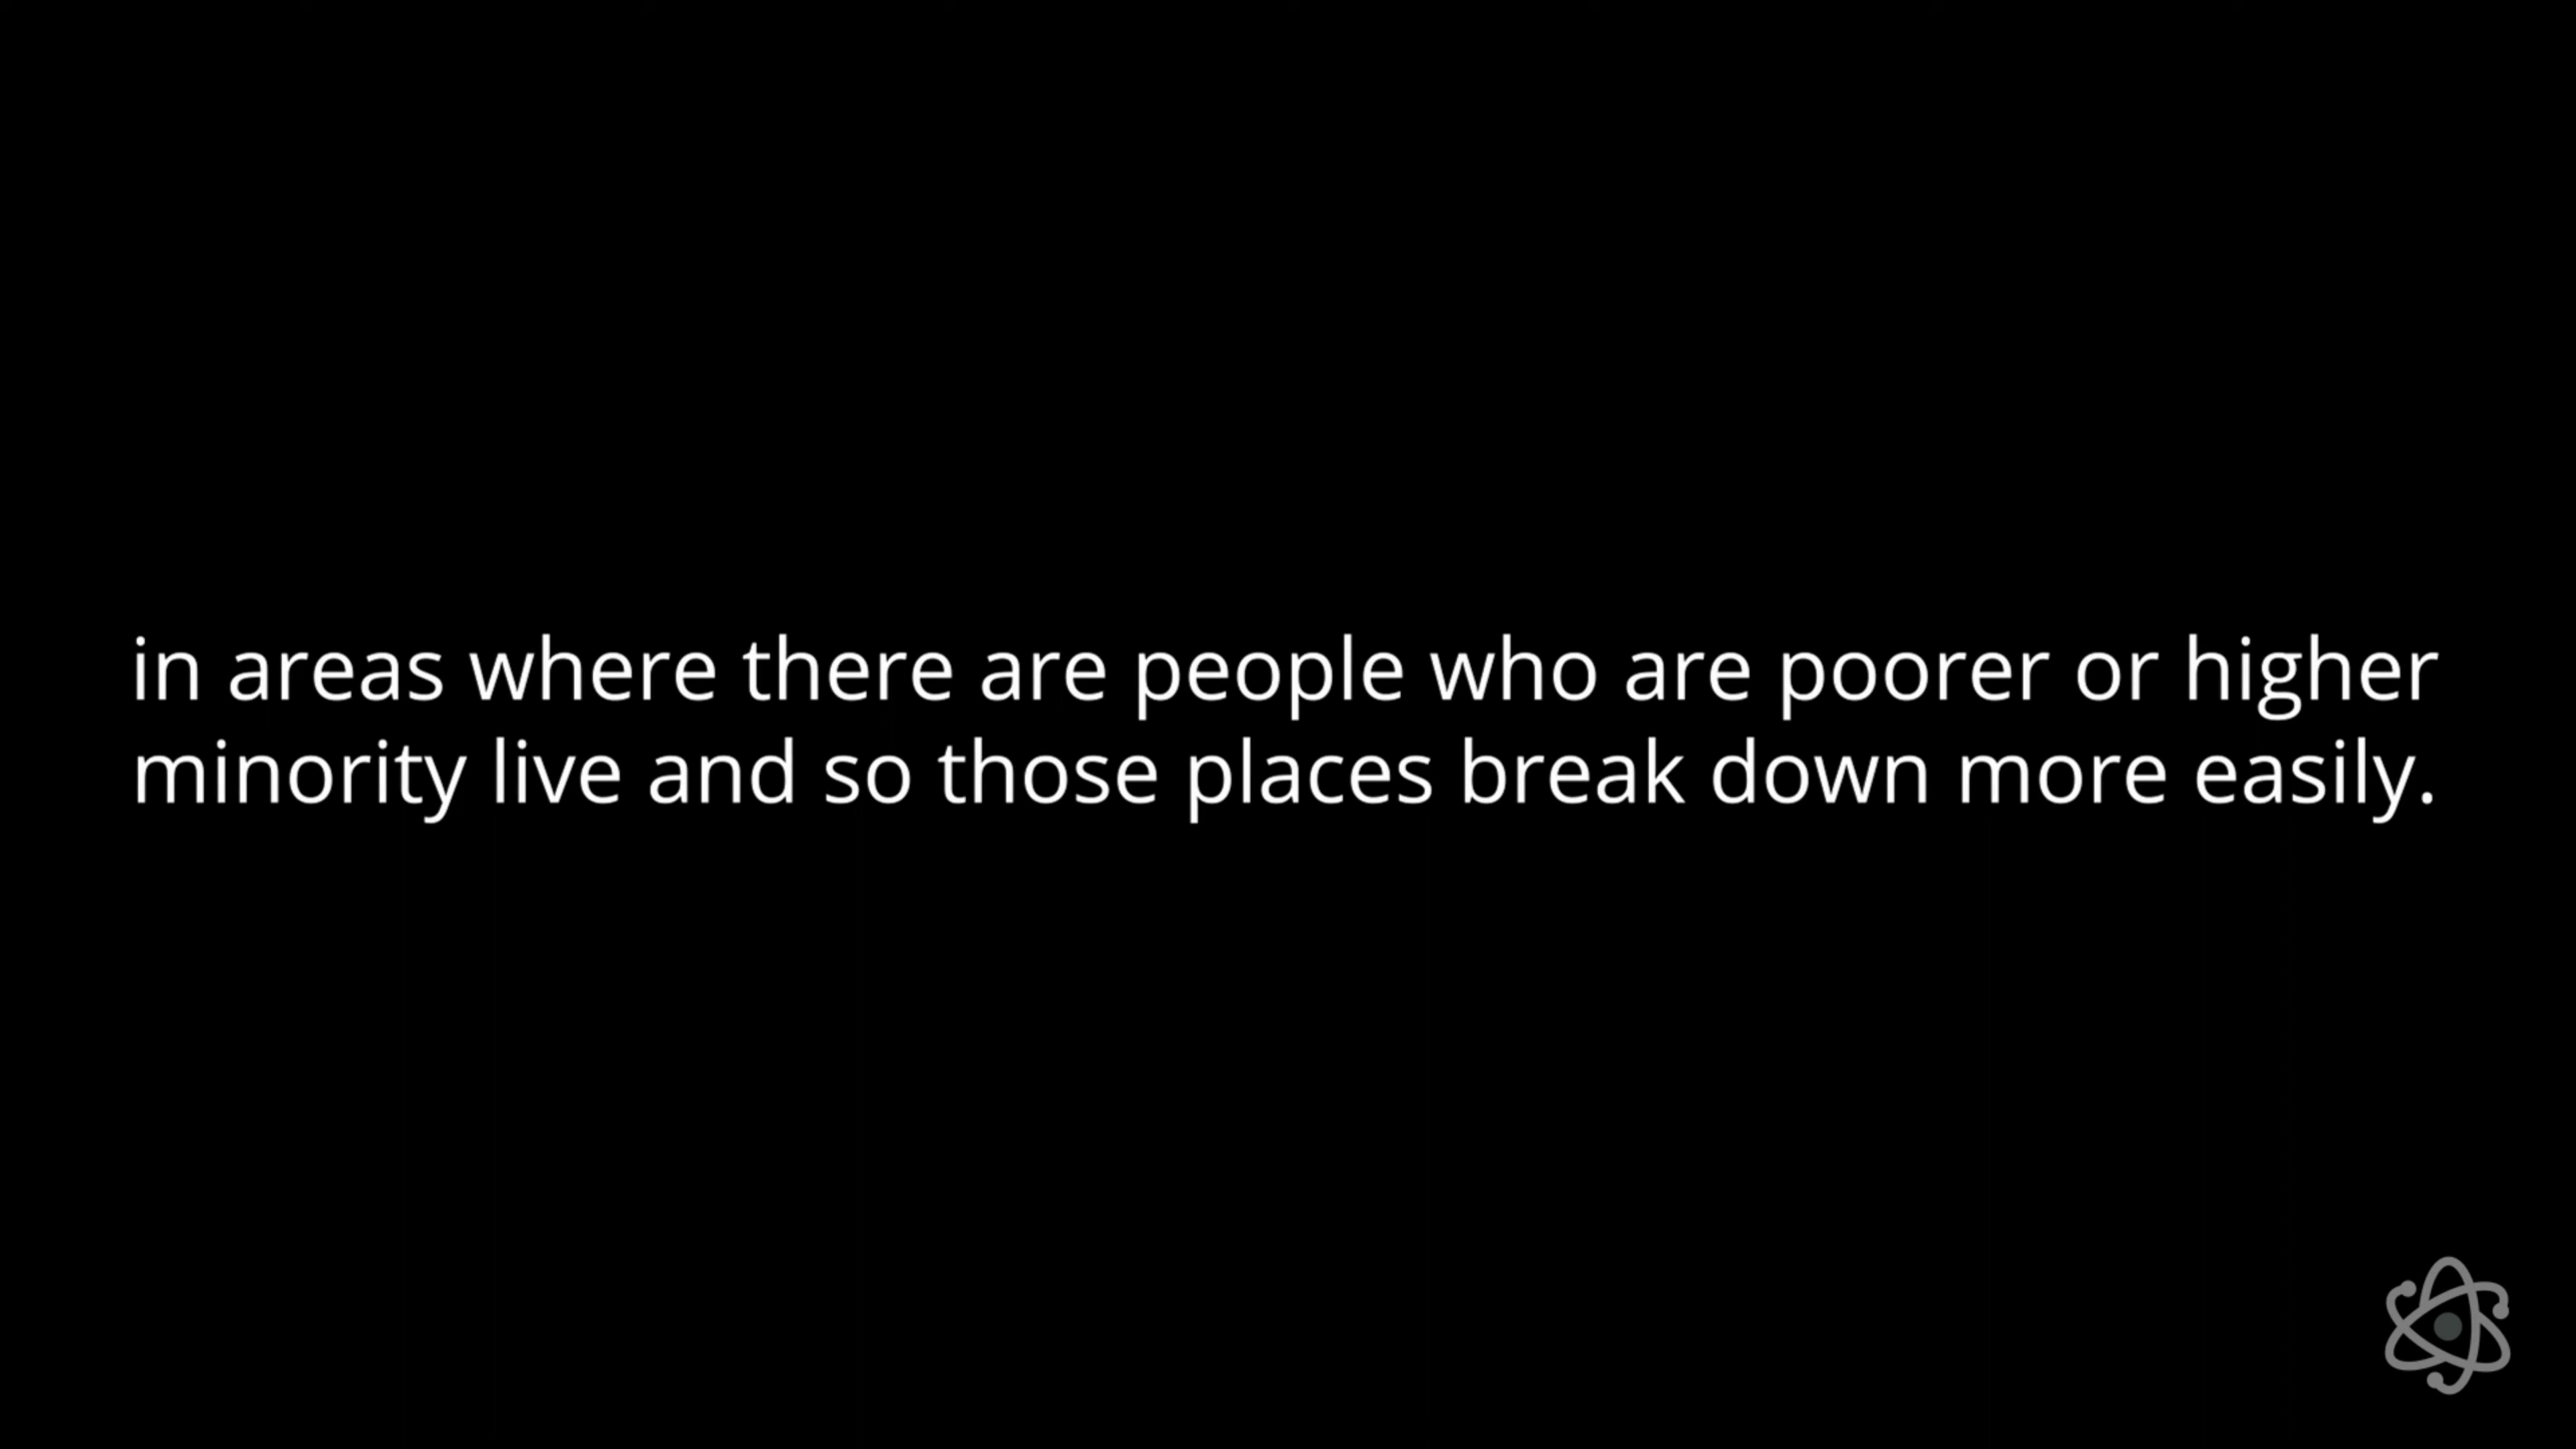 in areas where there are people who are poorer or higher
minority live and so those places break down more easily.